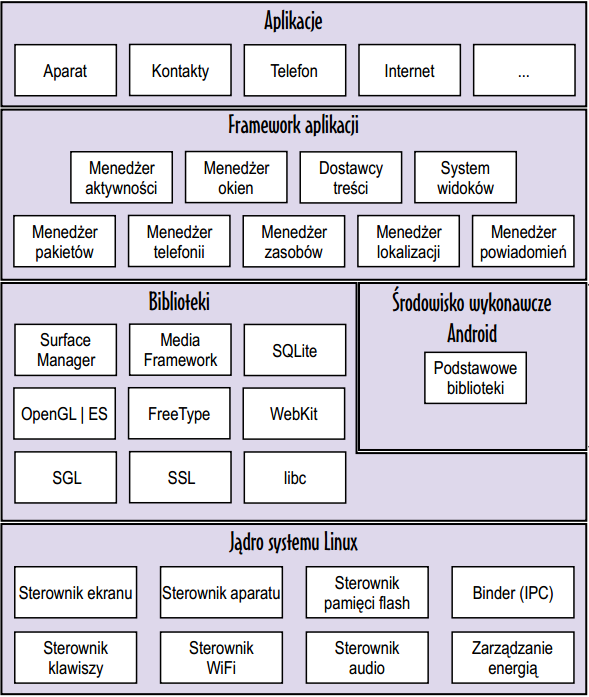 Aplikacje
Aparat
Kontakty
Telefon
Internet
...
Framework aplikacji
Menedżer
aktywności
Menedżer
okien
Dostawcy
treści
System
widoków
Menedżer
pakietów
Menedżer
telefonii
Menedżer
zasobów
Menedżer
lokalizacji
Menedżer
powiadomień
Biblioteki
Surface
Manager
Media
Framework
SQLite
OpenGL | ES
FreeType
WebKit
SGL
SSL
libc
Środowisko wykonawcze
Android
Podstawowe
biblioteki
Jądro systemu Linux
Sterownik ekranu
Sterownik aparatu
Sterownik
pamięci flash
Binder (IPC)
Sterownik
klawiszy
Sterownik
WiFi
Sterownik
audio
Zarządzanie
energią